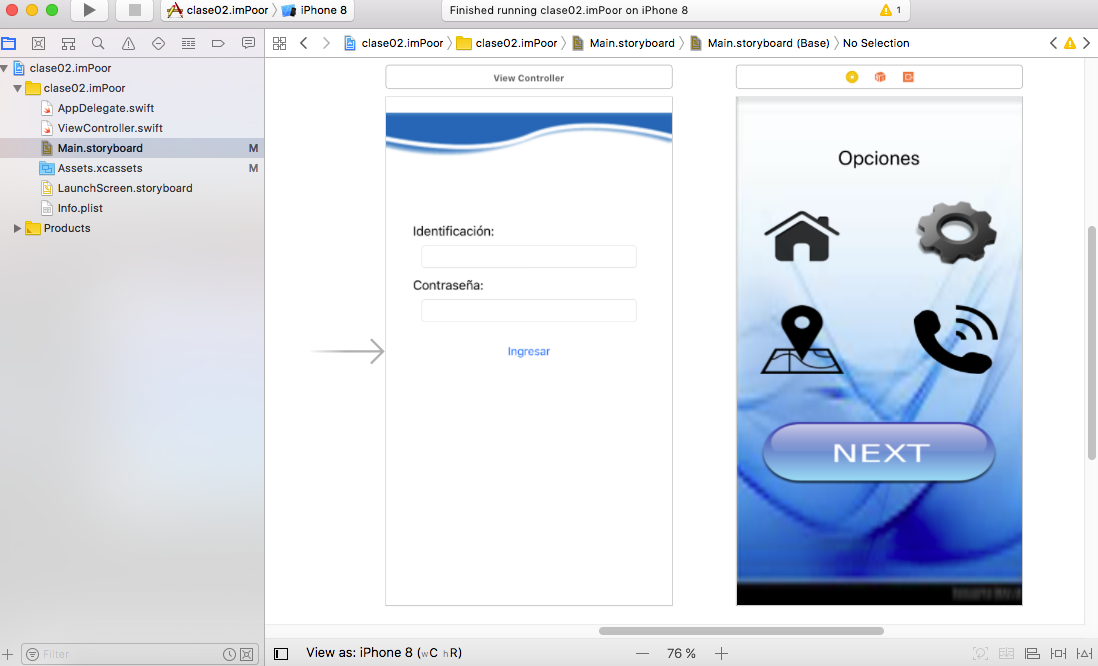 clase02.imPoor iPhone 8 Finished running clase02.imPoor on iPhone 8 1
clase02.imPoor clase02.imPoor Main.storyboard Main.storyboard (Base) No Selection
clase02.imPoor
clase02.imPoor
AppDelegate.swift
ViewController.swift
Main.storyboard M
Assets.xcassets M
LaunchScreen.storyboard
Info.plist
Products
View Controller
Identificación:
Contraseña:
Ingresar
Opciones
NEXT
Filter
View as: iPhone 8 (wC hR) 76 %